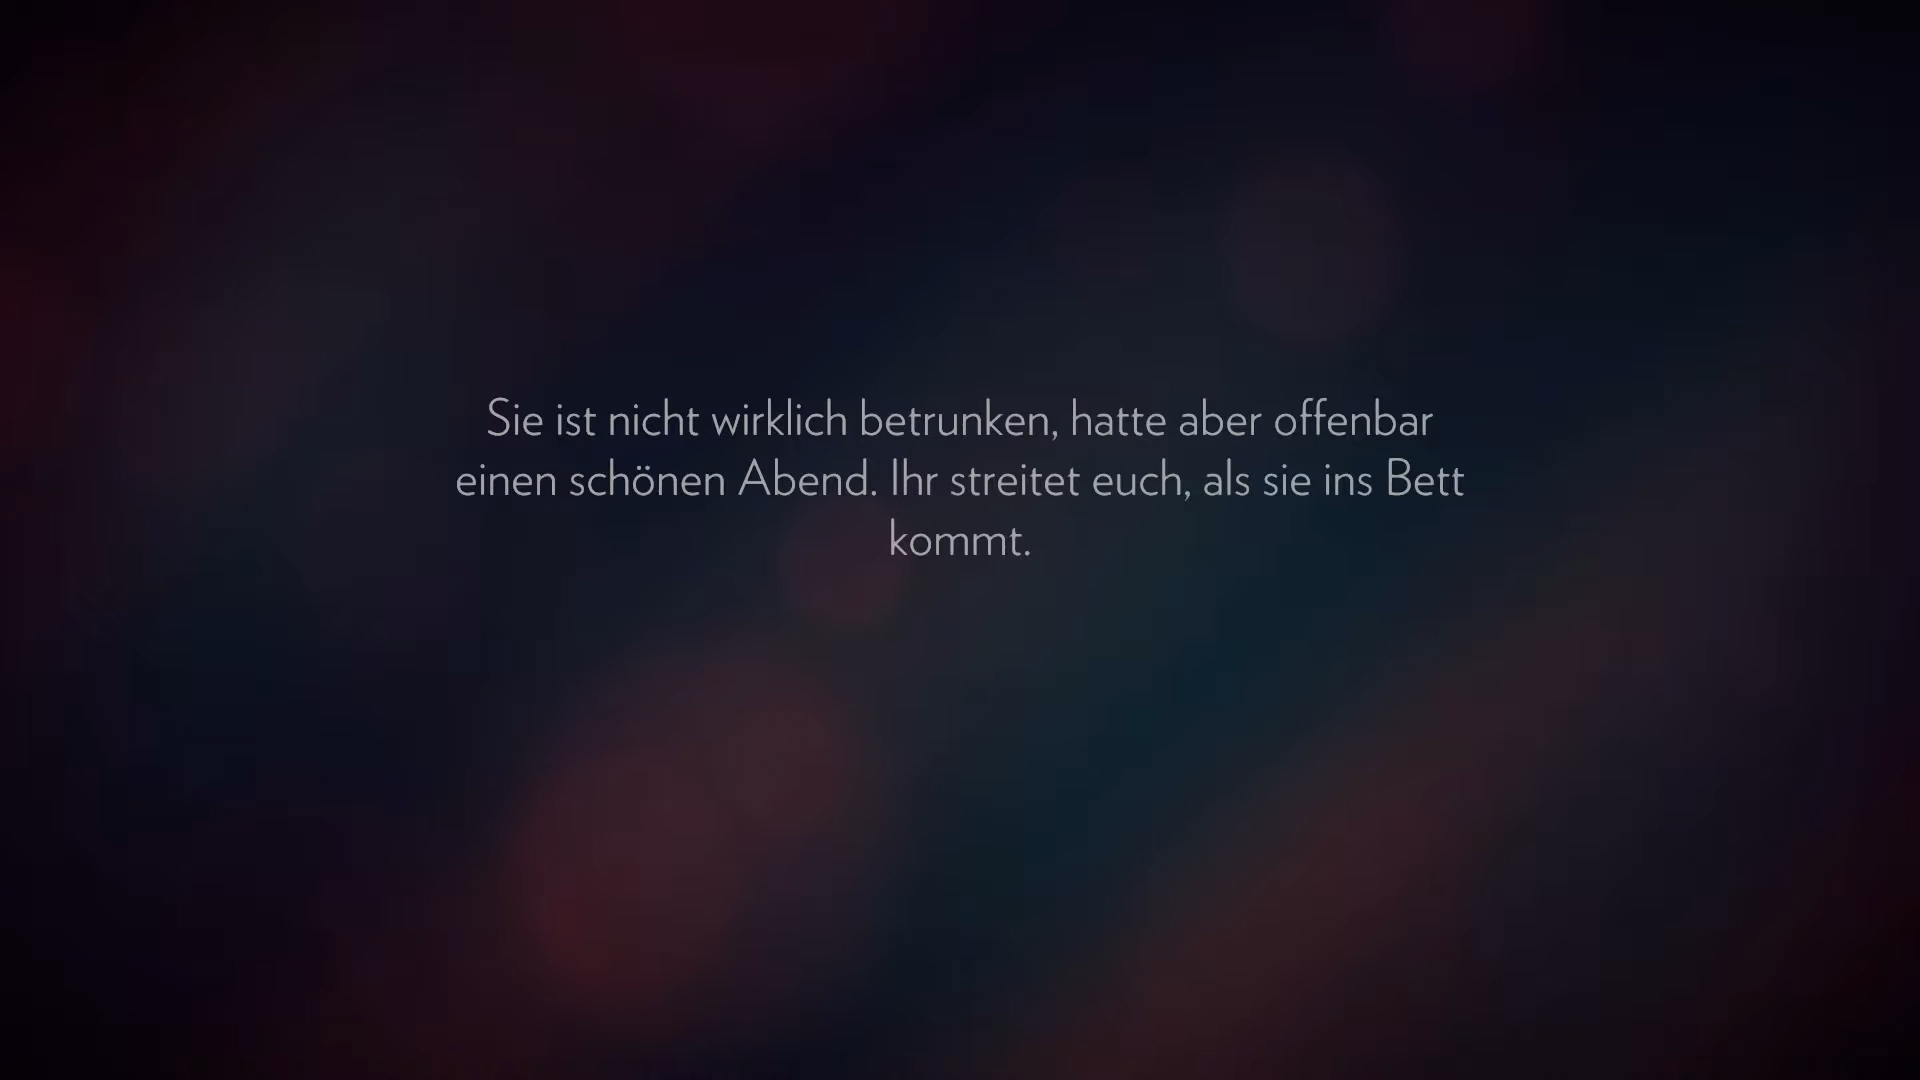 Sie ist nicht wirklich betrunken, hatte aber offenbar
einen schönen Abend. Ihr streitet euch, als sie ins Bett
kommt.